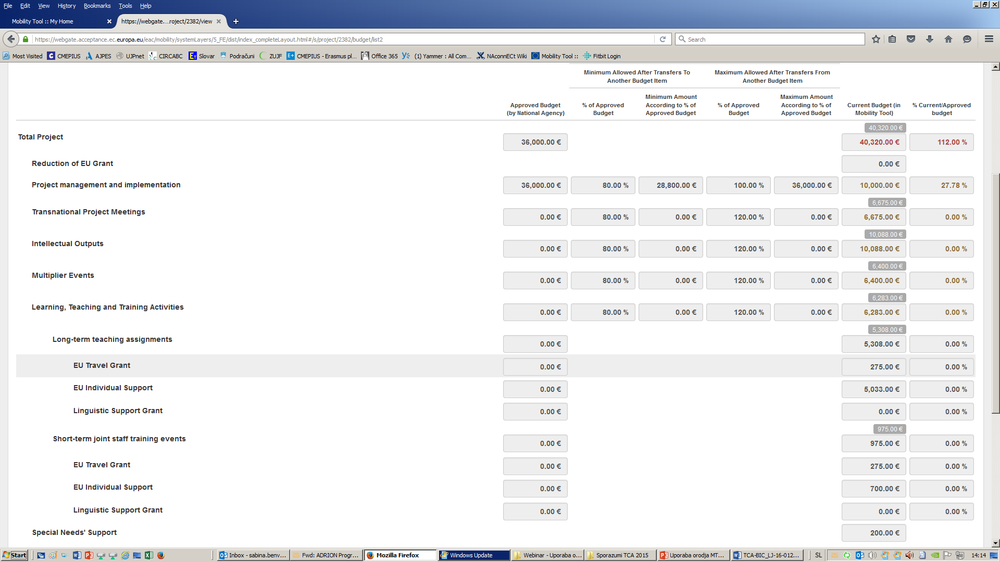 File Edit View History Bookmarks Tools Help
Mobility Tool :: My Home
https://webgate....roject/2382/view
https://webgate.acceptance.ec.europa.eu/eac/mobility/systemLayers/5_FE/dist/index_completeLayout.html#/s/project/2382/budget/list2
Search
Most Visited CMEPIUS AJPES UJPnet CIRCABC Slovar Podračuni ZUJF CMEPIUS - Erasmus pl... Office 365 (1) Yammer : All Com... NAconnECt Wiki Mobility Tool :: Fitbit Login
Minimum Allowed After Transfers To Another Budget Item
Maximum Allowed After Transfers From Another Budget Item
Approved Budget (by National Agency)
% of Approved Budget
Minimum Amount According to % of Approved Budget
% of Approved Budget
Maximum Amount According to % of Approved Budget
Current Budget (in Mobility Tool)
% Current/Approved budget
40,320.00 €
Total Project 36,000.00 € 40,320.00 € 112.00 %
Reduction of EU Grant 0.00 €
Project management and implementation 36,000.00 € 80.00 % 28,800.00 € 100.00 % 36,000.00 € 10,000.00 € 27.78 %
6,675.00 €
Transnational Project Meetings 0.00 € 80.00 % 0.00 € 120.00 % 0.00 € 6,675.00 € 0.00 %
10,088.00 €
Intellectual Outputs 0.00 € 80.00 % 0.00 € 120.00 % 0.00 € 10,088.00 € 0.00 %
6,400.00 €
Multiplier Events 0.00 € 80.00 % 0.00 € 120.00 % 0.00 € 6,400.00 € 0.00 %
6,283.00 €
Learning, Teaching and Training Activities 0.00 € 80.00 % 0.00 € 120.00 % 0.00 € 6,283.00 € 0.00 %
5,308.00 €
Long-term teaching assignments 0.00 € 5,308.00 € 0.00 %
EU Travel Grant 0.00 € 275.00 € 0.00 %
EU Individual Support 0.00 € 5,033.00 € 0.00 %
Linguistic Support Grant 0.00 € 0.00 € 0.00 %
975.00 €
Short-term joint staff training events 0.00 € 975.00 € 0.00 %
EU Travel Grant 0.00 € 275.00 € 0.00 %
EU Individual Support 0.00 € 700.00 € 0.00 %
Linguistic Support Grant 0.00 € 0.00 € 0.00 %
Special Needs' Support 200.00 €
Start Inbox - sabina.benv... Fwd: ADRION Progr... Mozilla Firefox Windows Update Webinar - Uporaba o... Sporazumi TCA 2015 Uporaba orodja MT... TCA-BIC_LJ-16-012... SL 14:14